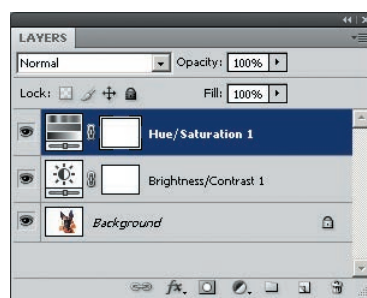 LAYERS
Normal Opacity: 100%
Lock: Fill: 100%
Hue/Saturation 1
Brightness/Contrast 1
Background
fx.